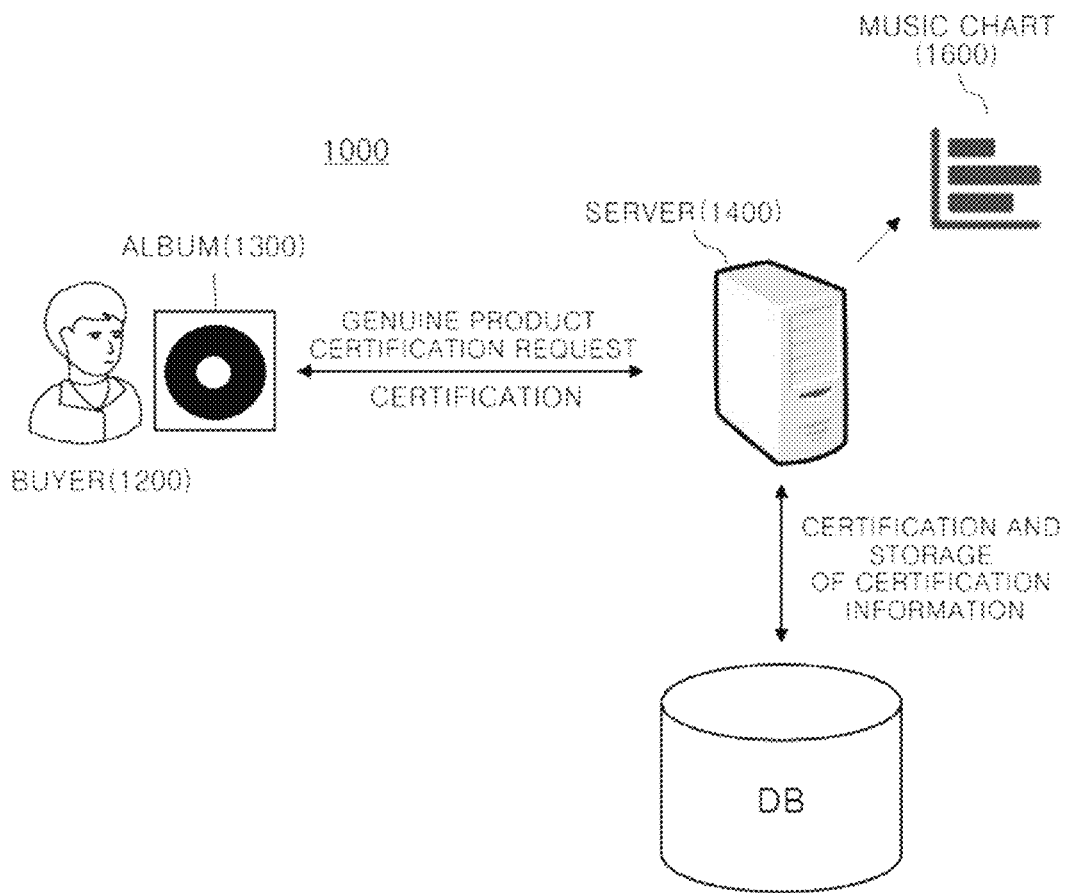 MUSIC CHART
(1600)
1000
SERVER(1400)
ALBUM(1300)
GENUINE PRODUCT
CERTIFICATION REQUEST
CERTIFICATION
BUYER(1200)
CERTIFICATION AND
STORAGE
OF CERTIFICATION
INFORMATION
DB